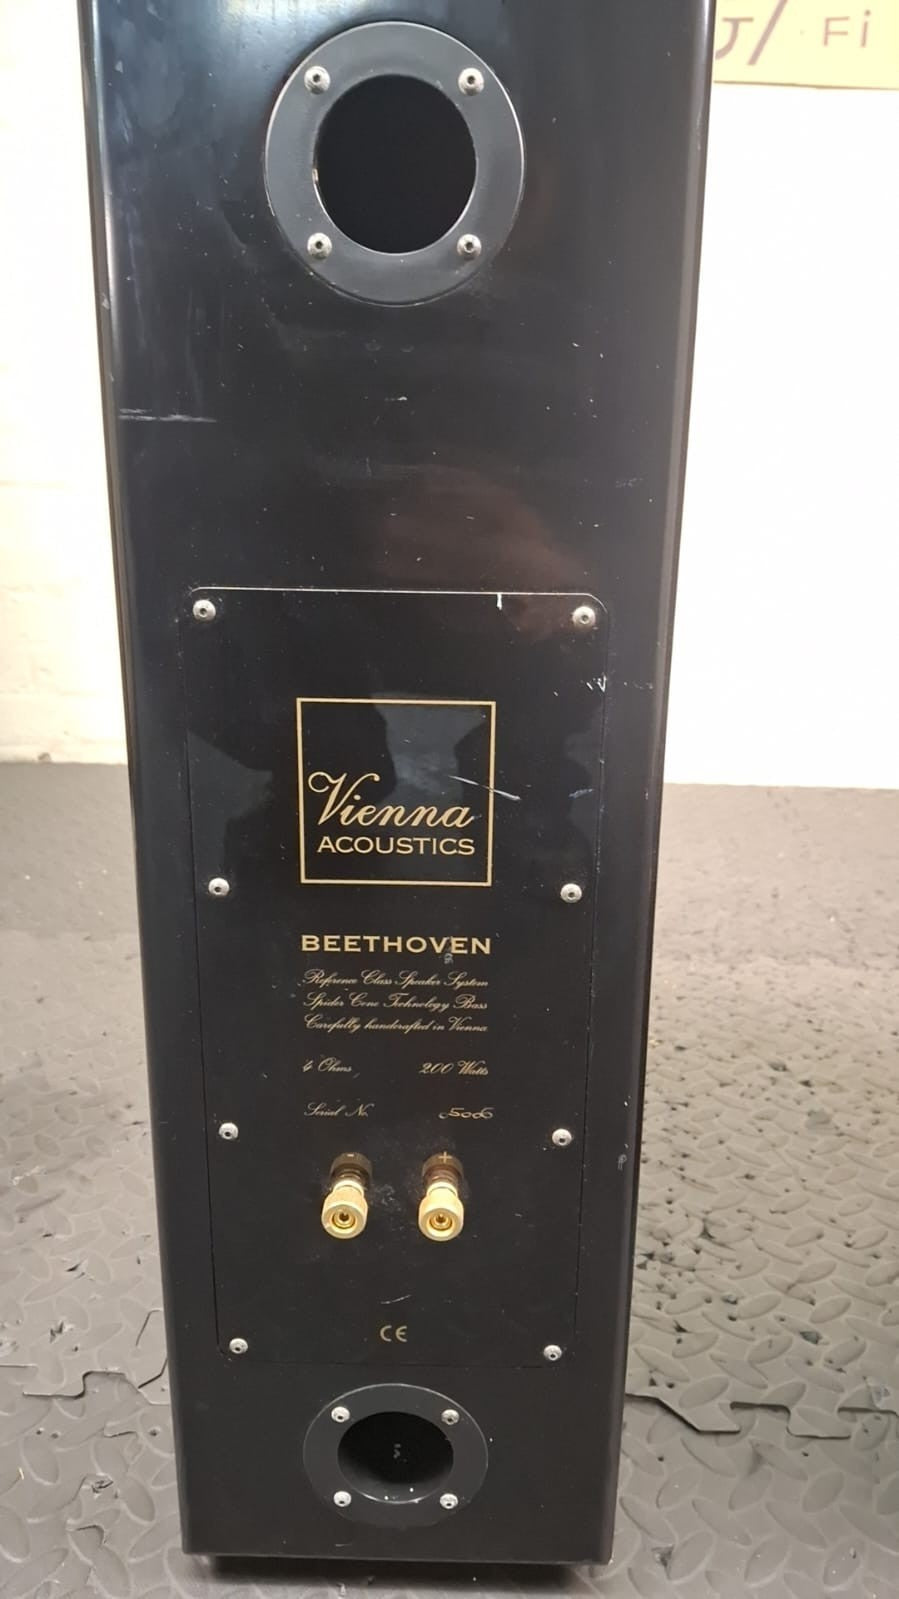 J/ · Fi
Vienna
ACOUSTICS
BEETHOVEN
Reference Class Speaker System
Spider Cone Technology Bass
Carefully handcrafted in Vienna
4 Ohms 200 Watts
Serial No.
- +
CE